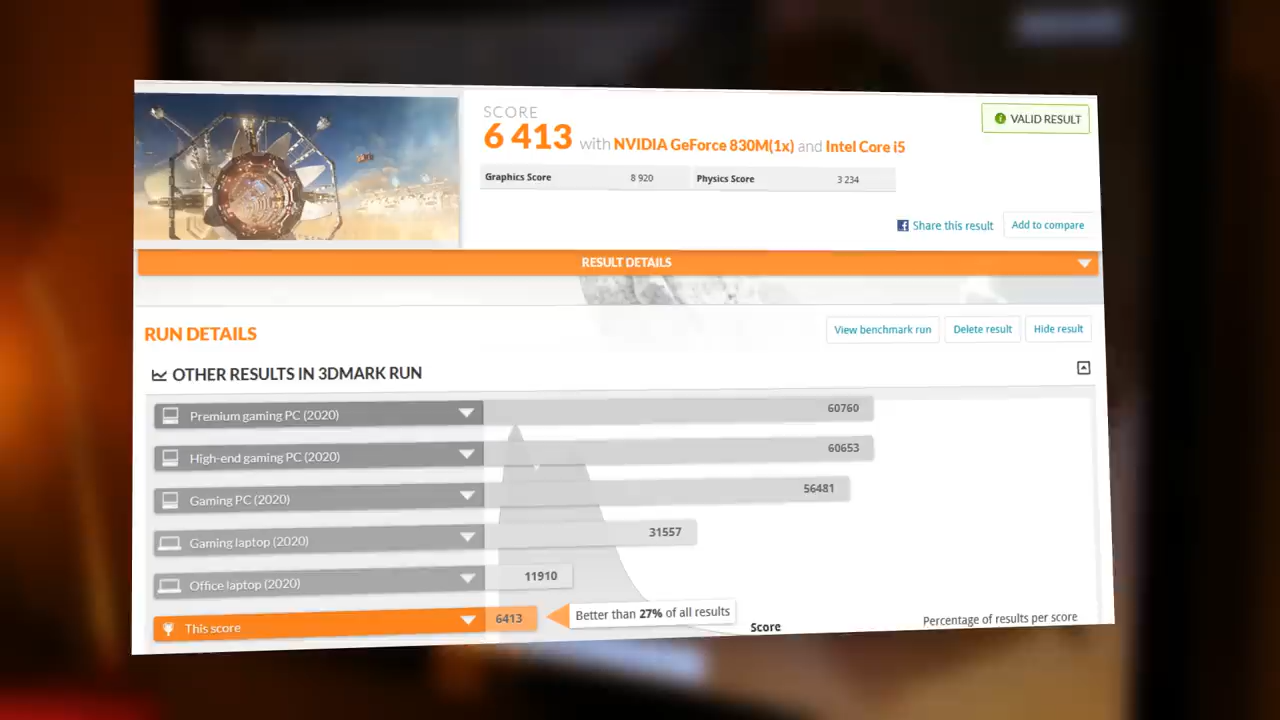 SCORE
6 413 with NVIDIA GeForce 830M(1x) and Intel Core i5
VALID RESULT
Graphics Score 8 920 Physics Score 3 234
Share this result Add to compare
RESULT DETAILS
RUN DETAILS
View benchmark run Delete result Hide result
OTHER RESULTS IN 3DMARK RUN
Premium gaming PC (2020) 60760
High-end gaming PC (2020) 60653
Gaming PC (2020) 56481
Gaming laptop (2020) 31557
Office laptop (2020) 11910
This score 6413 Better than 27% of all results
Score Percentage of results per score